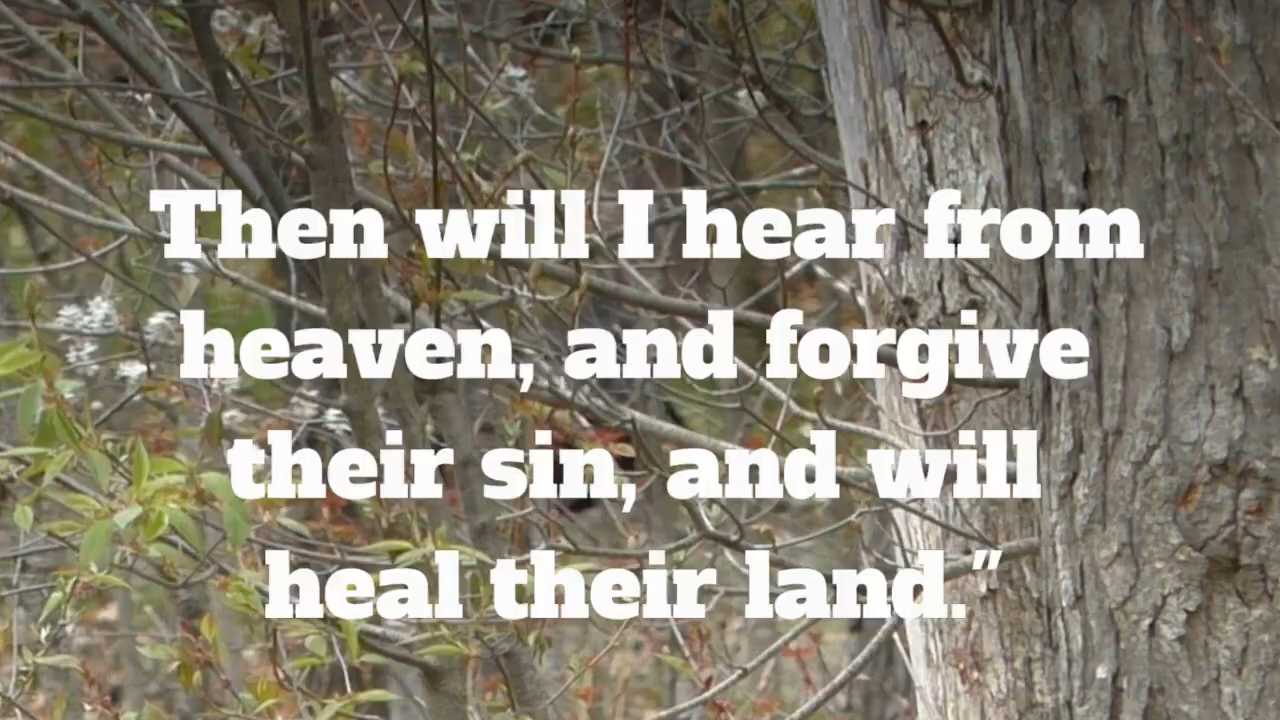 Then will I hear from
heaven, and forgive
their sin, and will
heal their land."